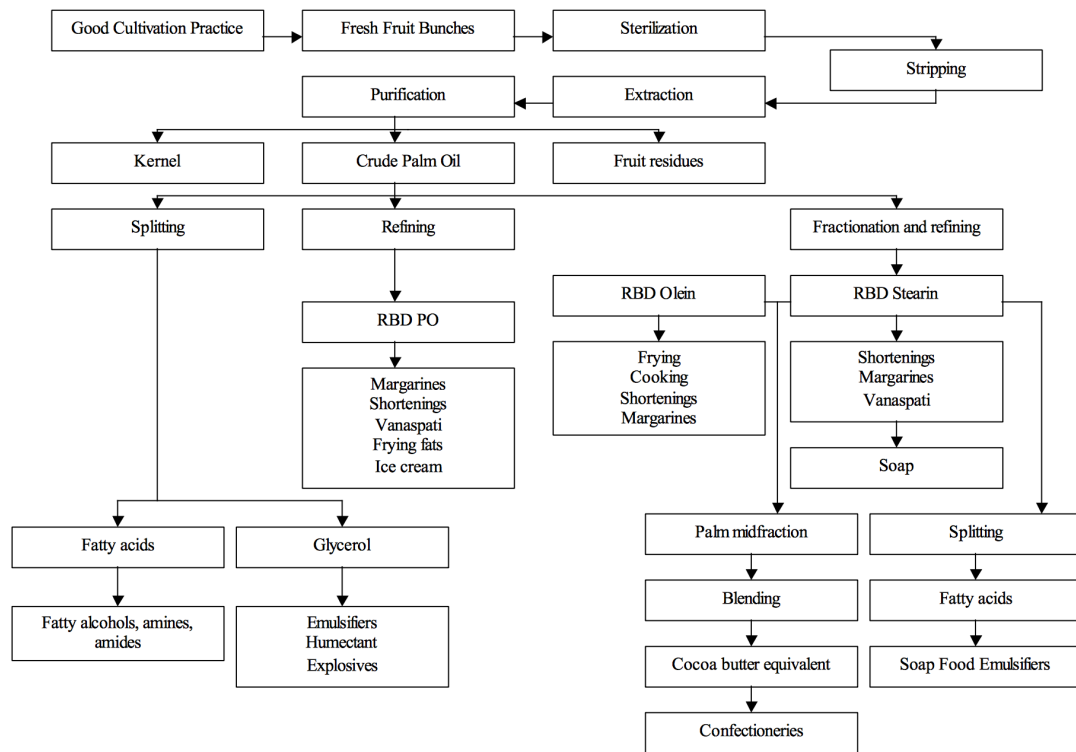 Good Cultivation Practice
Fresh Fruit Bunches
Sterilization
Stripping
Purification
Extraction
Kernel
Crude Palm Oil
Fruit residues
Splitting
Refining
Fractionation and refining
RBD Olein
RBD Stearin
RBD PO
Frying
Cooking
Shortenings
Margarines
Shortenings
Margarines
Vanaspati
Margarines
Shortenings
Vanaspati
Frying fats
Ice cream
Soap
Fatty acids
Glycerol
Palm midfraction
Splitting
Fatty alcohols, amines,
amides
Emulsifiers
Humectant
Explosives
Blending
Fatty acids
Cocoa butter equivalent
Soap Food Emulsifiers
Confectioneries